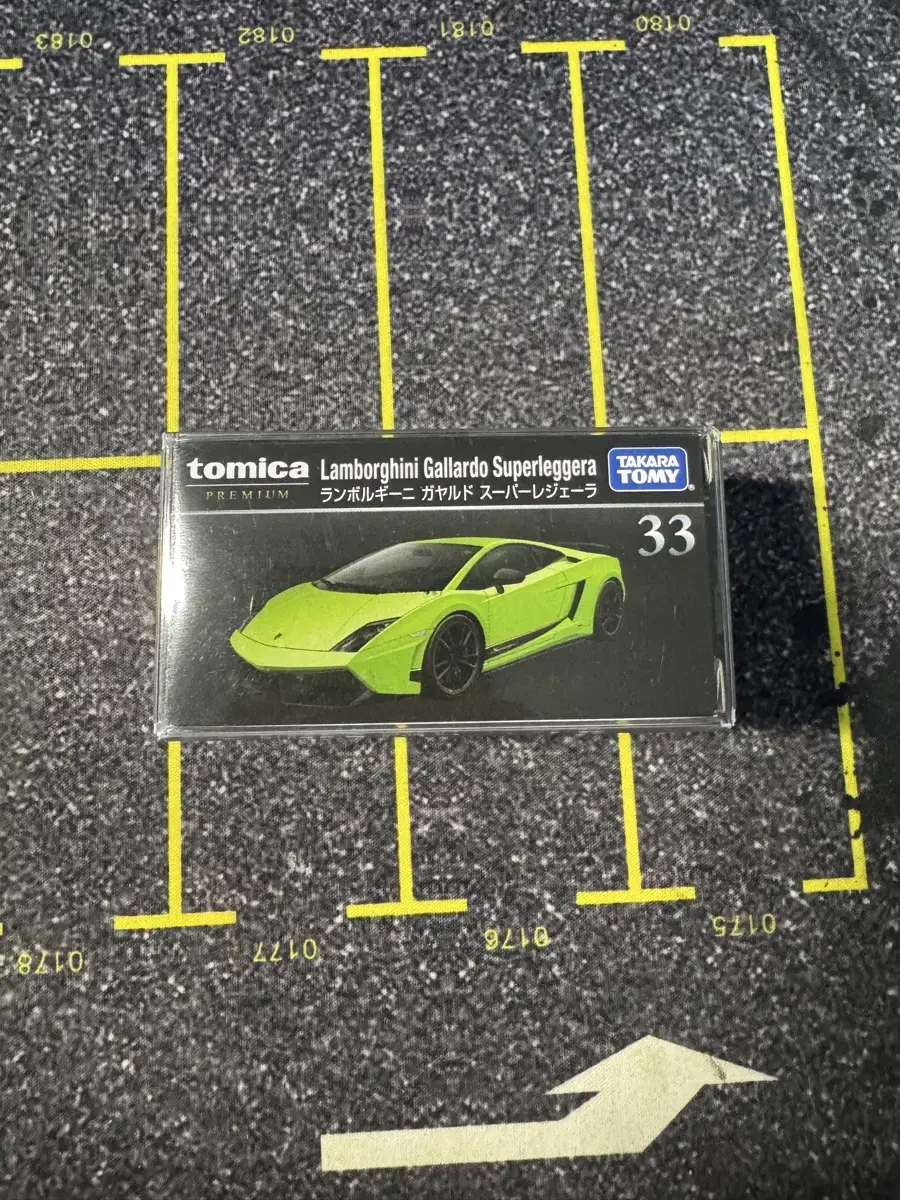 0183
0182
0181
0180
tomica
PREMIUM
Lamborghini Gallardo Superleggera
ランボルギーニ ガヤルド スーパーレジェーラ
TAKARA
TOMY®
33
0178
0177
0176
0175